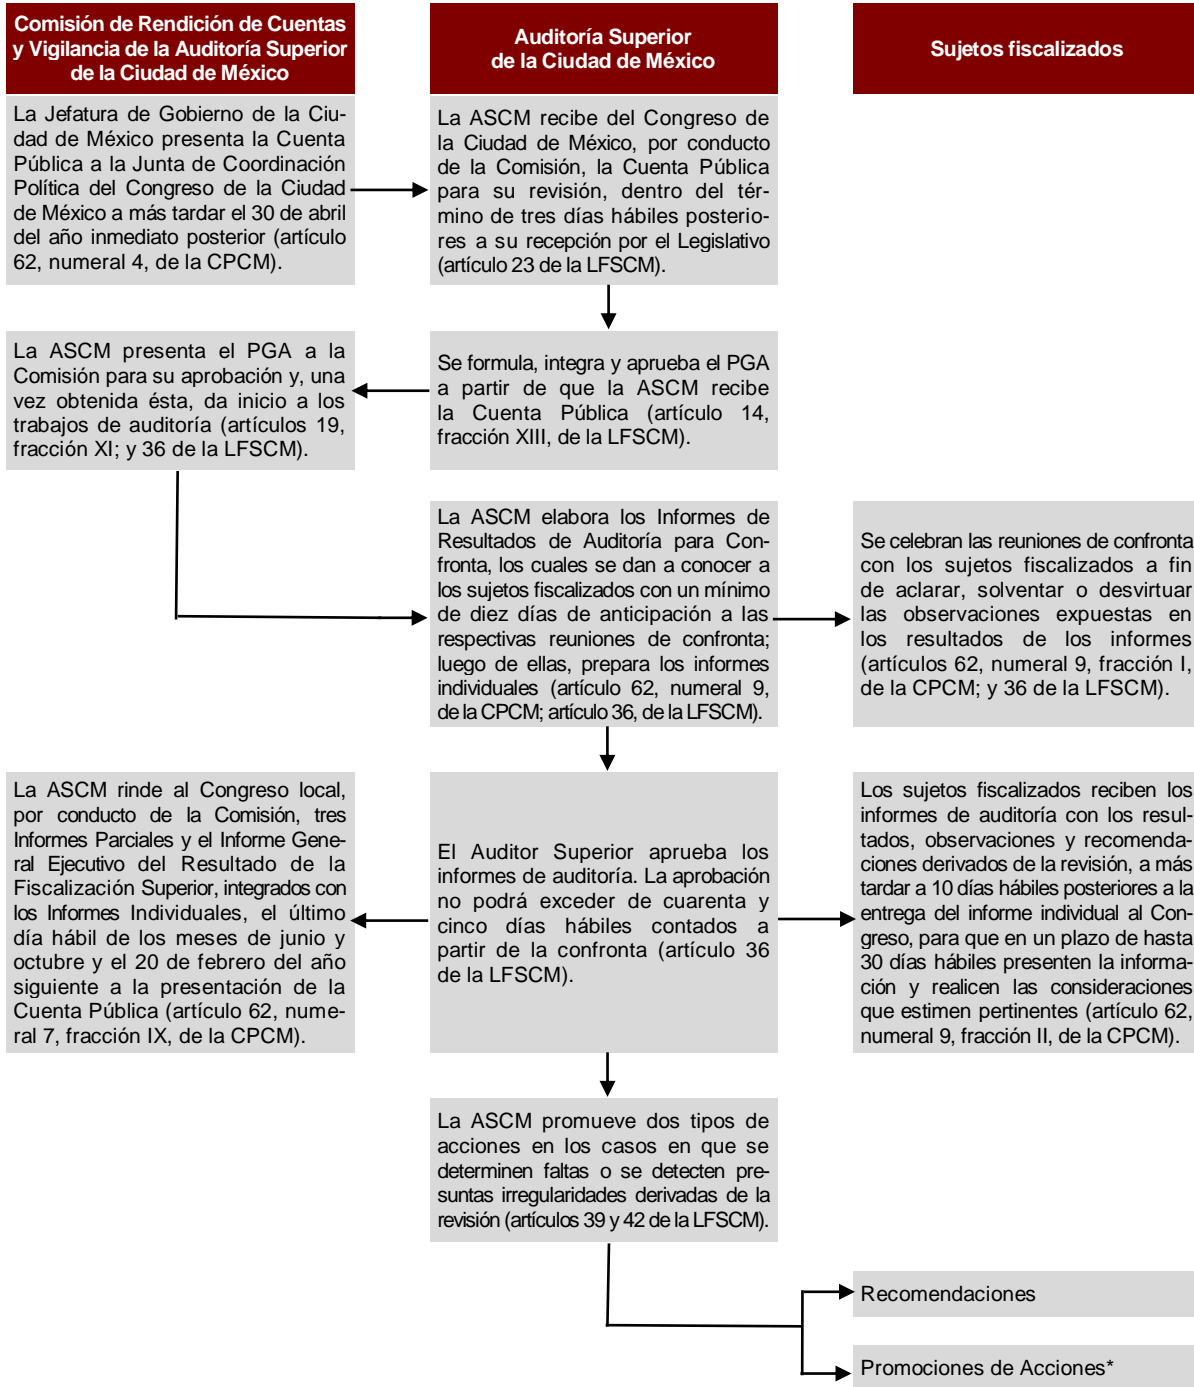 Comisión de Rendición de Cuentas
y Vigilancia de la Auditoría Superior
de la Ciudad de México
Auditoría Superior
de la Ciudad de México
Sujetos fiscalizados
La Jefatura de Gobierno de la Ciu-
dad de México presenta la Cuenta
Pública a la Junta de Coordinación
Política del Congreso de la Ciudad
de México a más tardar el 30 de abril
del año inmediato posterior (artículo
62, numeral 4, de la CPCM).
La ASCM recibe del Congreso de
la Ciudad de México, por conducto
de la Comisión, la Cuenta Pública
para su revisión, dentro del tér-
mino de tres días hábiles posterio-
res a su recepción por el Legislativo
(artículo 23 de la LFSCM).
La ASCM presenta el PGA a la
Comisión para su aprobación y, una
vez obtenida ésta, da inicio a los
trabajos de auditoría (artículos 19,
fracción XI; y 36 de la LFSCM).
Se formula, integra y aprueba el PGA
a partir de que la ASCM recibe
la Cuenta Pública (artículo 14,
fracción XIII, de la LFSCM).
La ASCM elabora los Informes de
Resultados de Auditoría para Con-
fronta, los cuales se dan a conocer a
los sujetos fiscalizados con un mínimo
de diez días de anticipación a las
respectivas reuniones de confronta;
luego de ellas, prepara los informes
individuales (artículo 62, numeral 9,
de la CPCM; artículo 36, de la LFSCM).
Se celebran las reuniones de confronta
con los sujetos fiscalizados a fin
de aclarar, solventar o desvirtuar
las observaciones expuestas en
los resultados de los informes
(artículos 62, numeral 9, fracción I,
de la CPCM; y 36 de la LFSCM).
La ASCM rinde al Congreso local,
por conducto de la Comisión, tres
Informes Parciales y el Informe Gene-
ral Ejecutivo del Resultado de la
Fiscalización Superior, integrados con
los Informes Individuales, el último
día hábil de los meses de junio y
octubre y el 20 de febrero del año
siguiente a la presentación de la
Cuenta Pública (artículo 62, nume-
ral 7, fracción IX, de la CPCM).
El Auditor Superior aprueba los
informes de auditoría. La aprobación
no podrá exceder de cuarenta y
cinco días hábiles contados a
partir de la confronta (artículo 36
de la LFSCM).
Los sujetos fiscalizados reciben los
informes de auditoría con los resul-
tados, observaciones y recomenda-
ciones derivados de la revisión, a más
tardar a 10 días hábiles posteriores a la
entrega del informe individual al Con-
greso, para que en un plazo de hasta
30 días hábiles presenten la informa-
ción y realicen las consideraciones
que estimen pertinentes (artículo 62,
numeral 9, fracción II, de la CPCM).
La ASCM promueve dos tipos de
acciones en los casos en que se
determinen faltas o se detecten pre-
suntas irregularidades derivadas de la
revisión (artículos 39 y 42 de la LFSCM).
Recomendaciones
Promociones de Acciones*